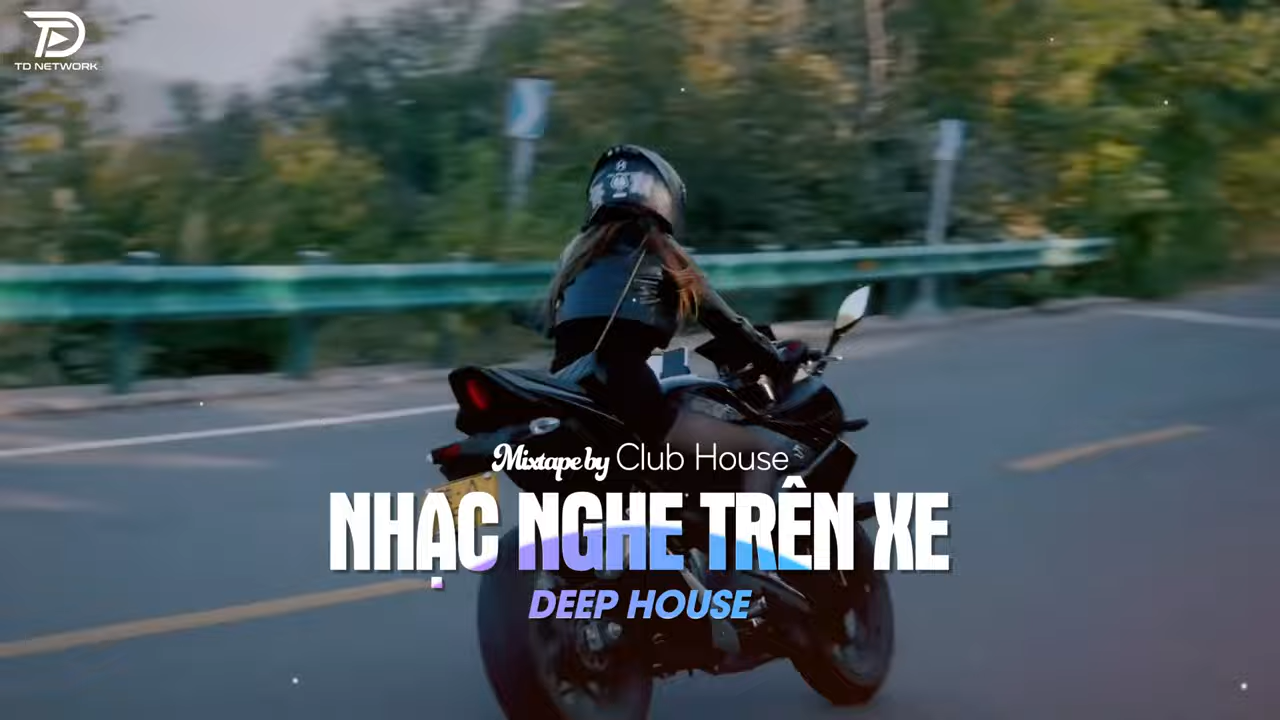 TD NETWORK
Mixtape by Club House
NHẠC NGHE TRÊN XE
DEEP HOUSE